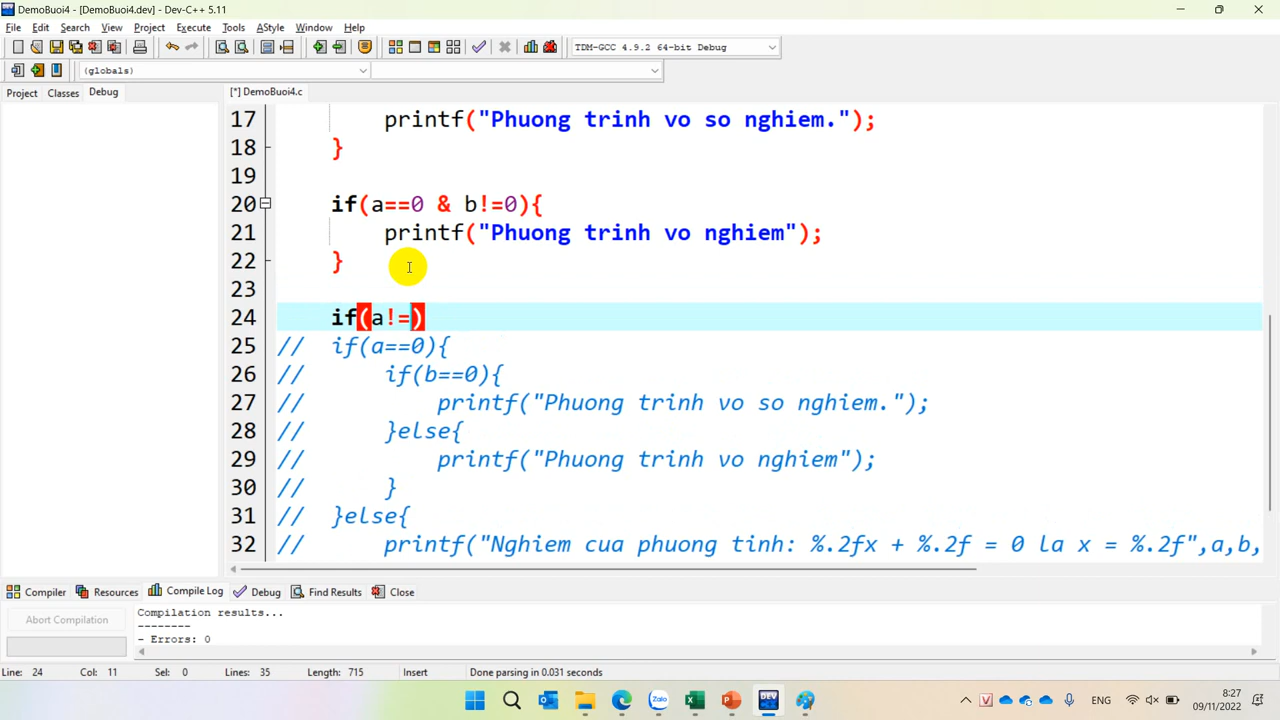 DemoBuoi4 - [DemoBuoi4.dev] - Dev-C++ 5.11
File Edit Search View Project Execute Tools AStyle Window Help
TDM-GCC 4.9.2 64-bit Debug
(globals)
Project Classes Debug
[*] DemoBuoi4.c
17 printf("Phuong trinh vo so nghiem.");
18 }
19
20 if(a==0 & b!=0){
21 printf("Phuong trinh vo nghiem");
22 }
23
24 if(a!=)
25 // if(a==0){
26 // if(b==0){
27 // printf("Phuong trinh vo so nghiem.");
28 // }else{
29 // printf("Phuong trinh vo nghiem");
30 // }
31 // }else{
32 // printf("Nghiem cua phuong tinh: %.2fx + %.2f = 0 la x = %.2f",a,b,
Compiler Resources Compile Log Debug Find Results Close
Abort Compilation
Compilation results...
--------
- Errors: 0
Line: 24 Col: 11 Sel: 0 Lines: 35 Length: 715 Insert Done parsing in 0.031 seconds
Zalo
DEV
ENG
8:27
09/11/2022